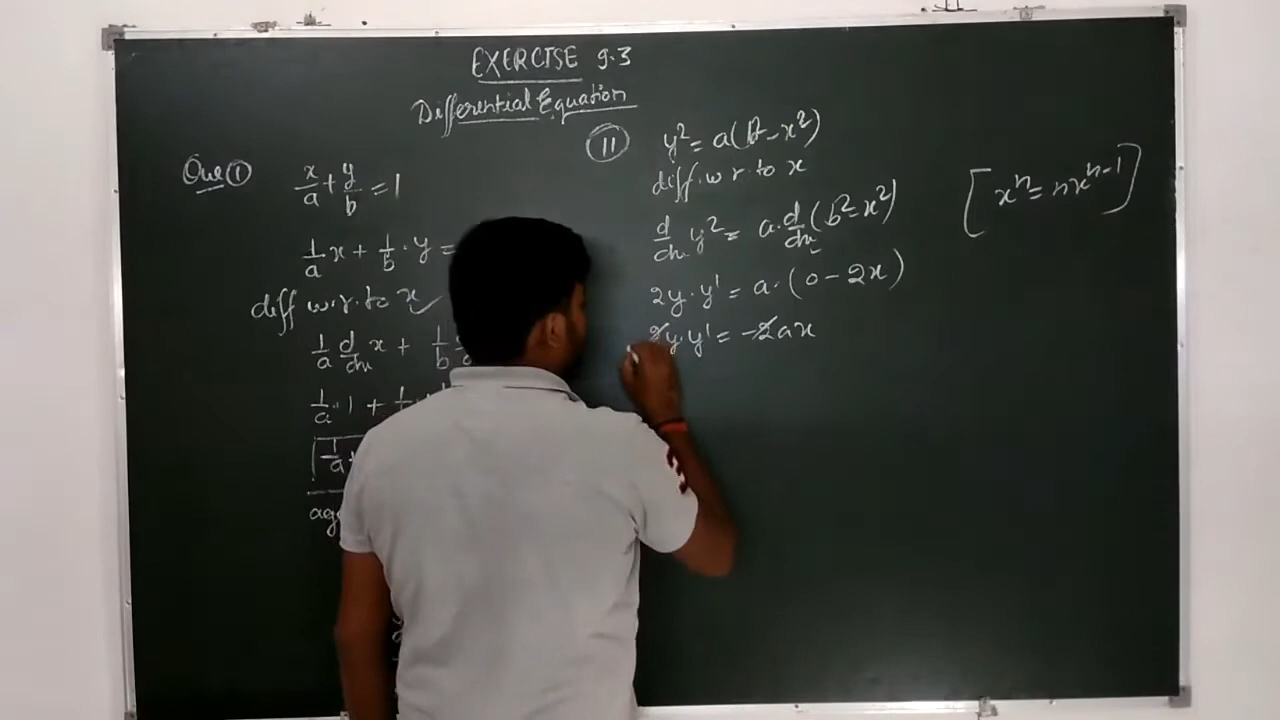 EXERCISE 9.3
Differential Equation
Que ①
x/a + y/b = 1
1/a x + 1/b · y =
diff w.r.to x ✓
1/a d/dx x + 1/b
1/a · 1 + 1/
1/a +
⑪
y² = a(b² - x²)
diff. w r. to x
d/dx y² = a · d/dx (b² - x²)
2y · y' = a · (0 - 2x)
2y · y' = -2ax
[xⁿ = nxⁿ⁻¹]